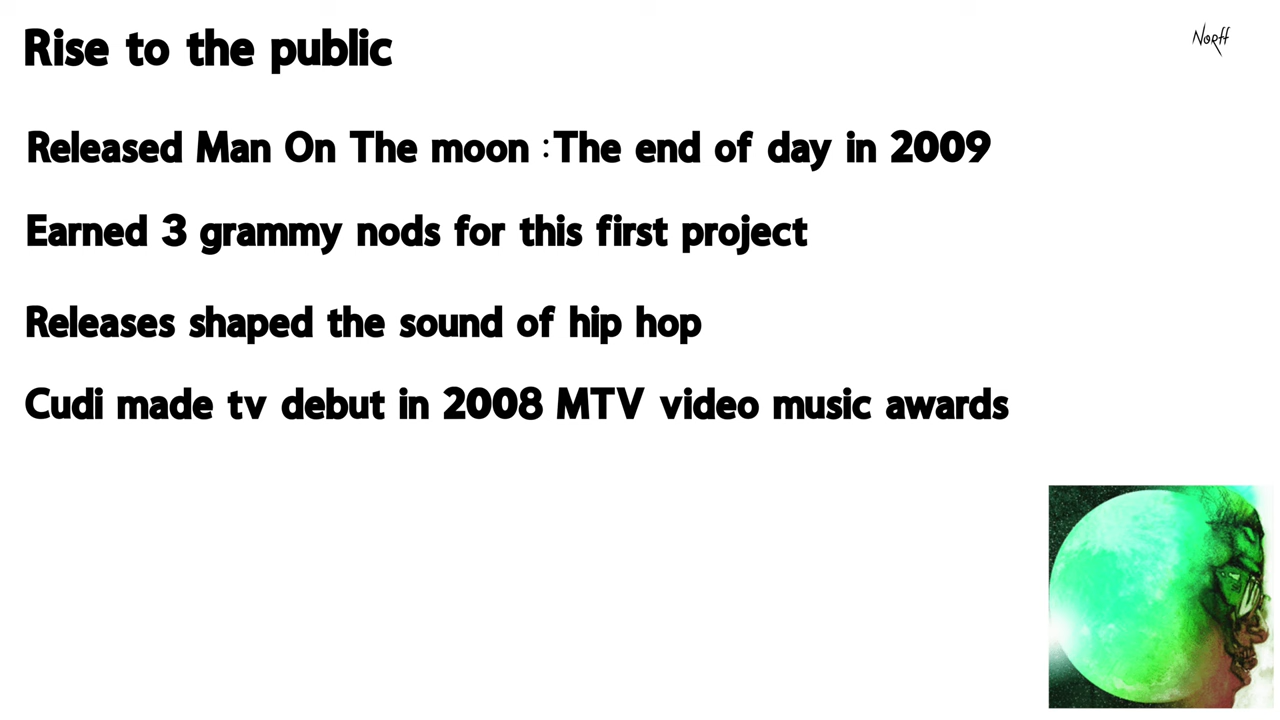 Rise to the public
Norff
Released Man On The moon :The end of day in 2009
Earned 3 grammy nods for this first project
Releases shaped the sound of hip hop
Cudi made tv debut in 2008 MTV video music awards